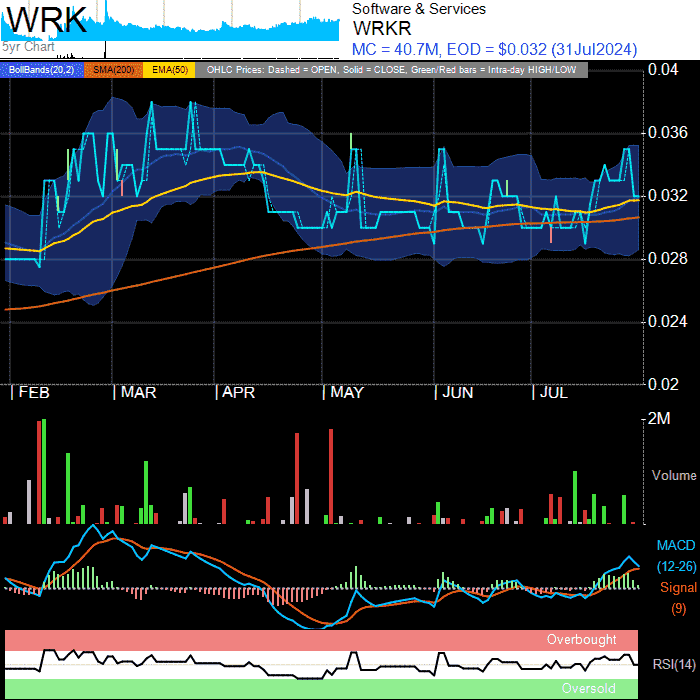 WRK
5yr Chart
Software & Services
WRKR
MC = 40.7M, EOD = $0.032 (31Jul2024)
BollBands(20,2) SMA(200) EMA(50) OHLC Prices: Dashed = OPEN, Solid = CLOSE, Green/Red bars = Intra-day HIGH/LOW
0.04
0.036
0.032
0.028
0.024
0.02
FEB MAR APR MAY JUN JUL
2M
Volume
MACD
(12-26)
Signal
(9)
Overbought
RSI(14)
Oversold